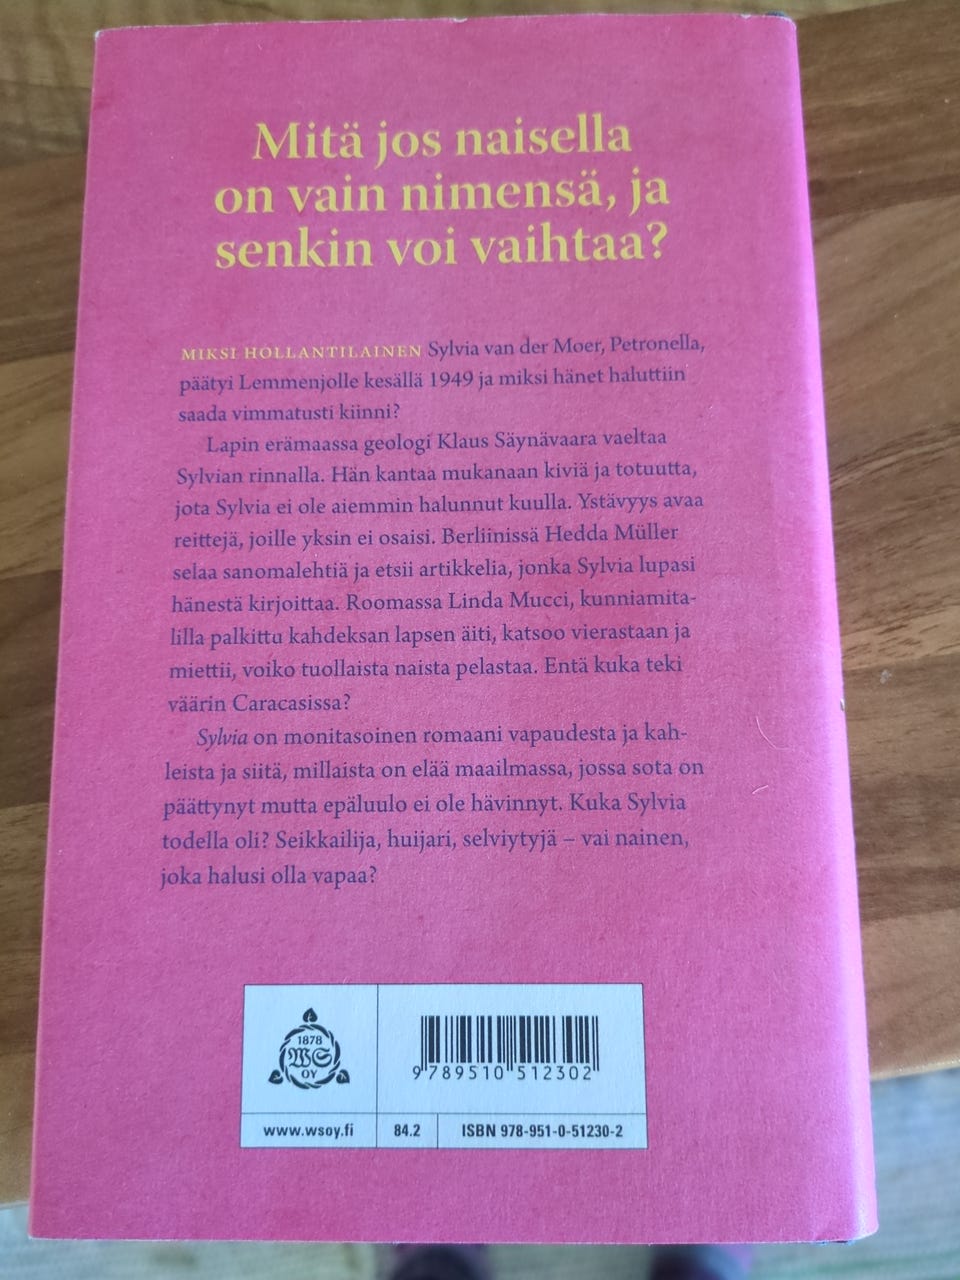 Mitä jos naisella
on vain nimensä, ja
senkin voi vaihtaa?
MIKSI HOLLANTILAINEN Sylvia van der Moer, Petronella,
päätyi Lemmenjolle kesällä 1949 ja miksi hänet haluttiin
saada vimmatusti kiinni?
Lapin erämaassa geologi Klaus Säynävaara vaeltaa
Sylvian rinnalla. Hän kantaa mukanaan kiviä ja totuutta,
jota Sylvia ei ole aiemmin halunnut kuulla. Ystävyys avaa
reittejä, joille yksin ei osaisi. Berliinissä Hedda Müller
selaa sanomalehtiä ja etsii artikkelia, jonka Sylvia lupasi
hänestä kirjoittaa. Roomassa Linda Mucci, kunniamita-
lilla palkittu kahdeksan lapsen äiti, katsoo vierastaan ja
miettii, voiko tuollaista naista pelastaa. Entä kuka teki
väärin Caracasissa?
Sylvia on monitasoinen romaani vapaudesta ja kah-
leista ja siitä, millaista on elää maailmassa, jossa sota on
päättynyt mutta epäluulo ei ole hävinnyt. Kuka Sylvia
todella oli? Seikkailija, huijari, selviytyjä – vai nainen,
joka halusi olla vapaa?
1878
WS
OY
9 789510 512302
www.wsoy.fi
84.2
ISBN 978-951-0-51230-2